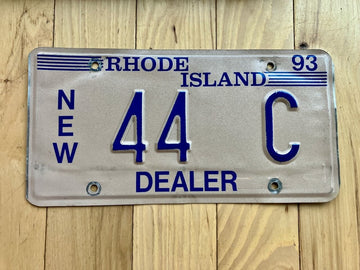 RHODE 93
ISLAND
NEW 44 C
DEALER